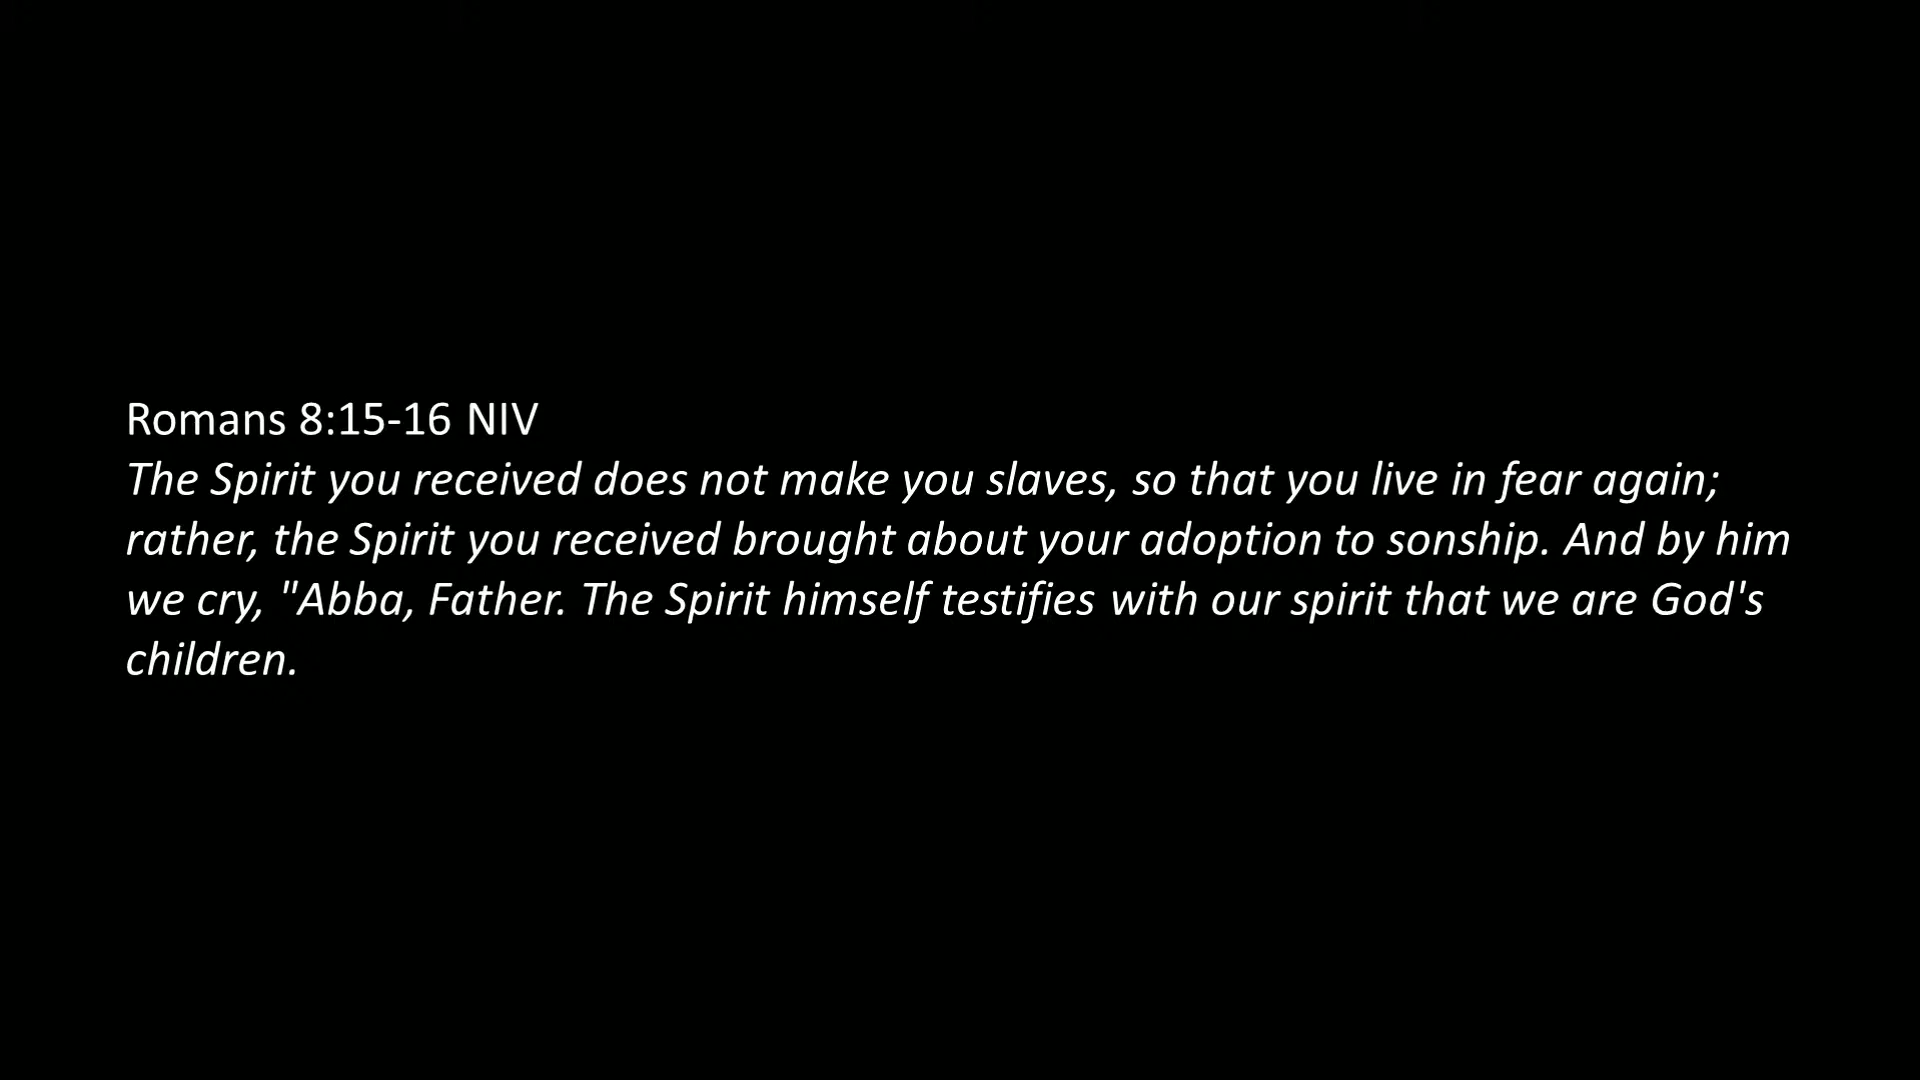 Romans 8:15-16 NIV
The Spirit you received does not make you slaves, so that you live in fear again;
rather, the Spirit you received brought about your adoption to sonship. And by him
we cry, "Abba, Father. The Spirit himself testifies with our spirit that we are God's
children.